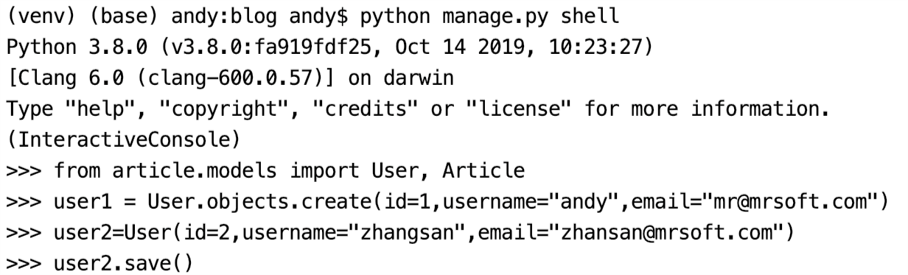 (venv) (base) andy:blog andy$ python manage.py shell
Python 3.8.0 (v3.8.0:fa919fdf25, Oct 14 2019, 10:23:27)
[Clang 6.0 (clang-600.0.57)] on darwin
Type "help", "copyright", "credits" or "license" for more information.
(InteractiveConsole)
>>> from article.models import User, Article
>>> user1 = User.objects.create(id=1,username="andy",email="mr@mrsoft.com")
>>> user2=User(id=2,username="zhangsan",email="zhansan@mrsoft.com")
>>> user2.save()